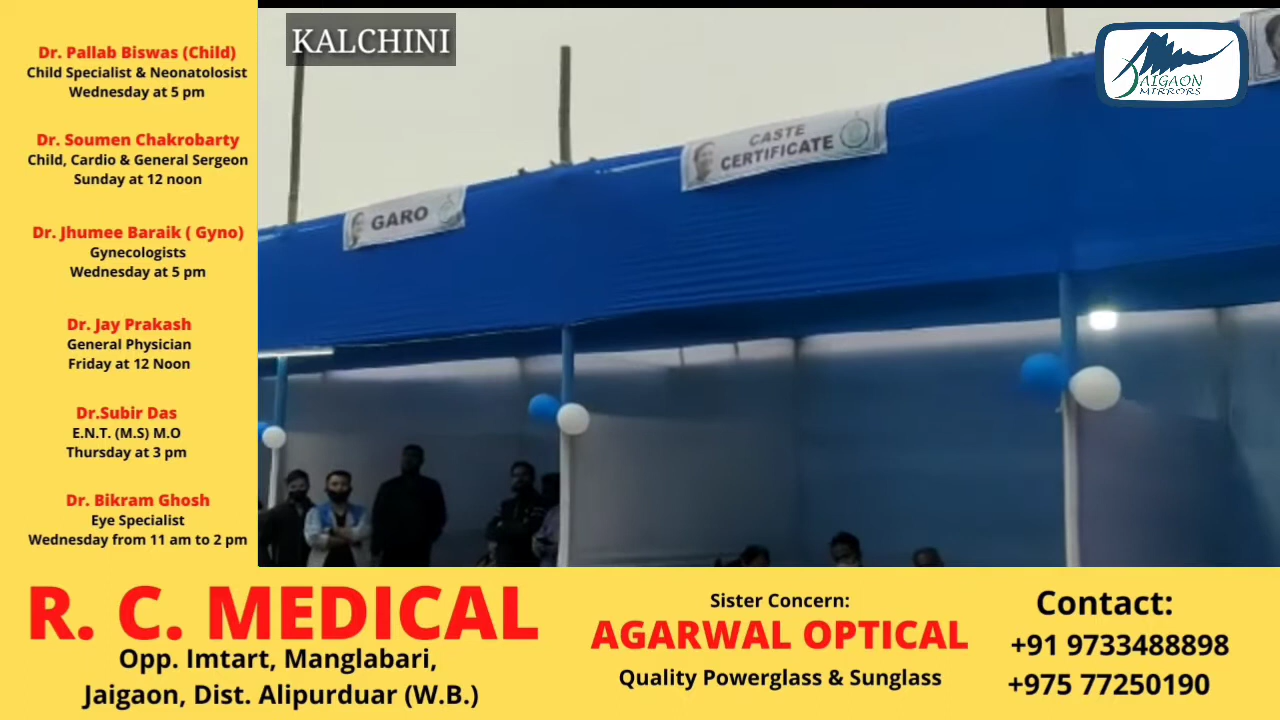 Dr. Pallab Biswas (Child)
Child Specialist & Neonatolosist
Wednesday at 5 pm
Dr. Soumen Chakrobarty
Child, Cardio & General Sergeon
Sunday at 12 noon
Dr. Jhumee Baraik ( Gyno)
Gynecologists
Wednesday at 5 pm
Dr. Jay Prakash
General Physician
Friday at 12 Noon
Dr.Subir Das
E.N.T. (M.S) M.O
Thursday at 3 pm
Dr. Bikram Ghosh
Eye Specialist
Wednesday from 11 am to 2 pm
KALCHINI
GARO
CASTE
CERTIFICATE
JAIGAON
MIRRORS
R. C. MEDICAL
Opp. Imtart, Manglabari,
Jaigaon, Dist. Alipurduar (W.B.)
Sister Concern:
AGARWAL OPTICAL
Quality Powerglass & Sunglass
Contact:
+91 9733488898
+975 77250190